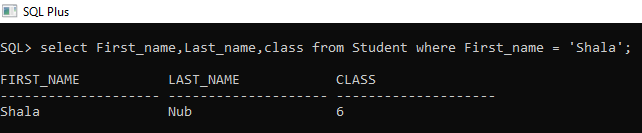 SQL Plus
SQL> select First_name,Last_name,class from Student where First_name = 'Shala';
FIRST_NAME LAST_NAME CLASS
-------------------- -------------------- --------------------
Shala Nub 6